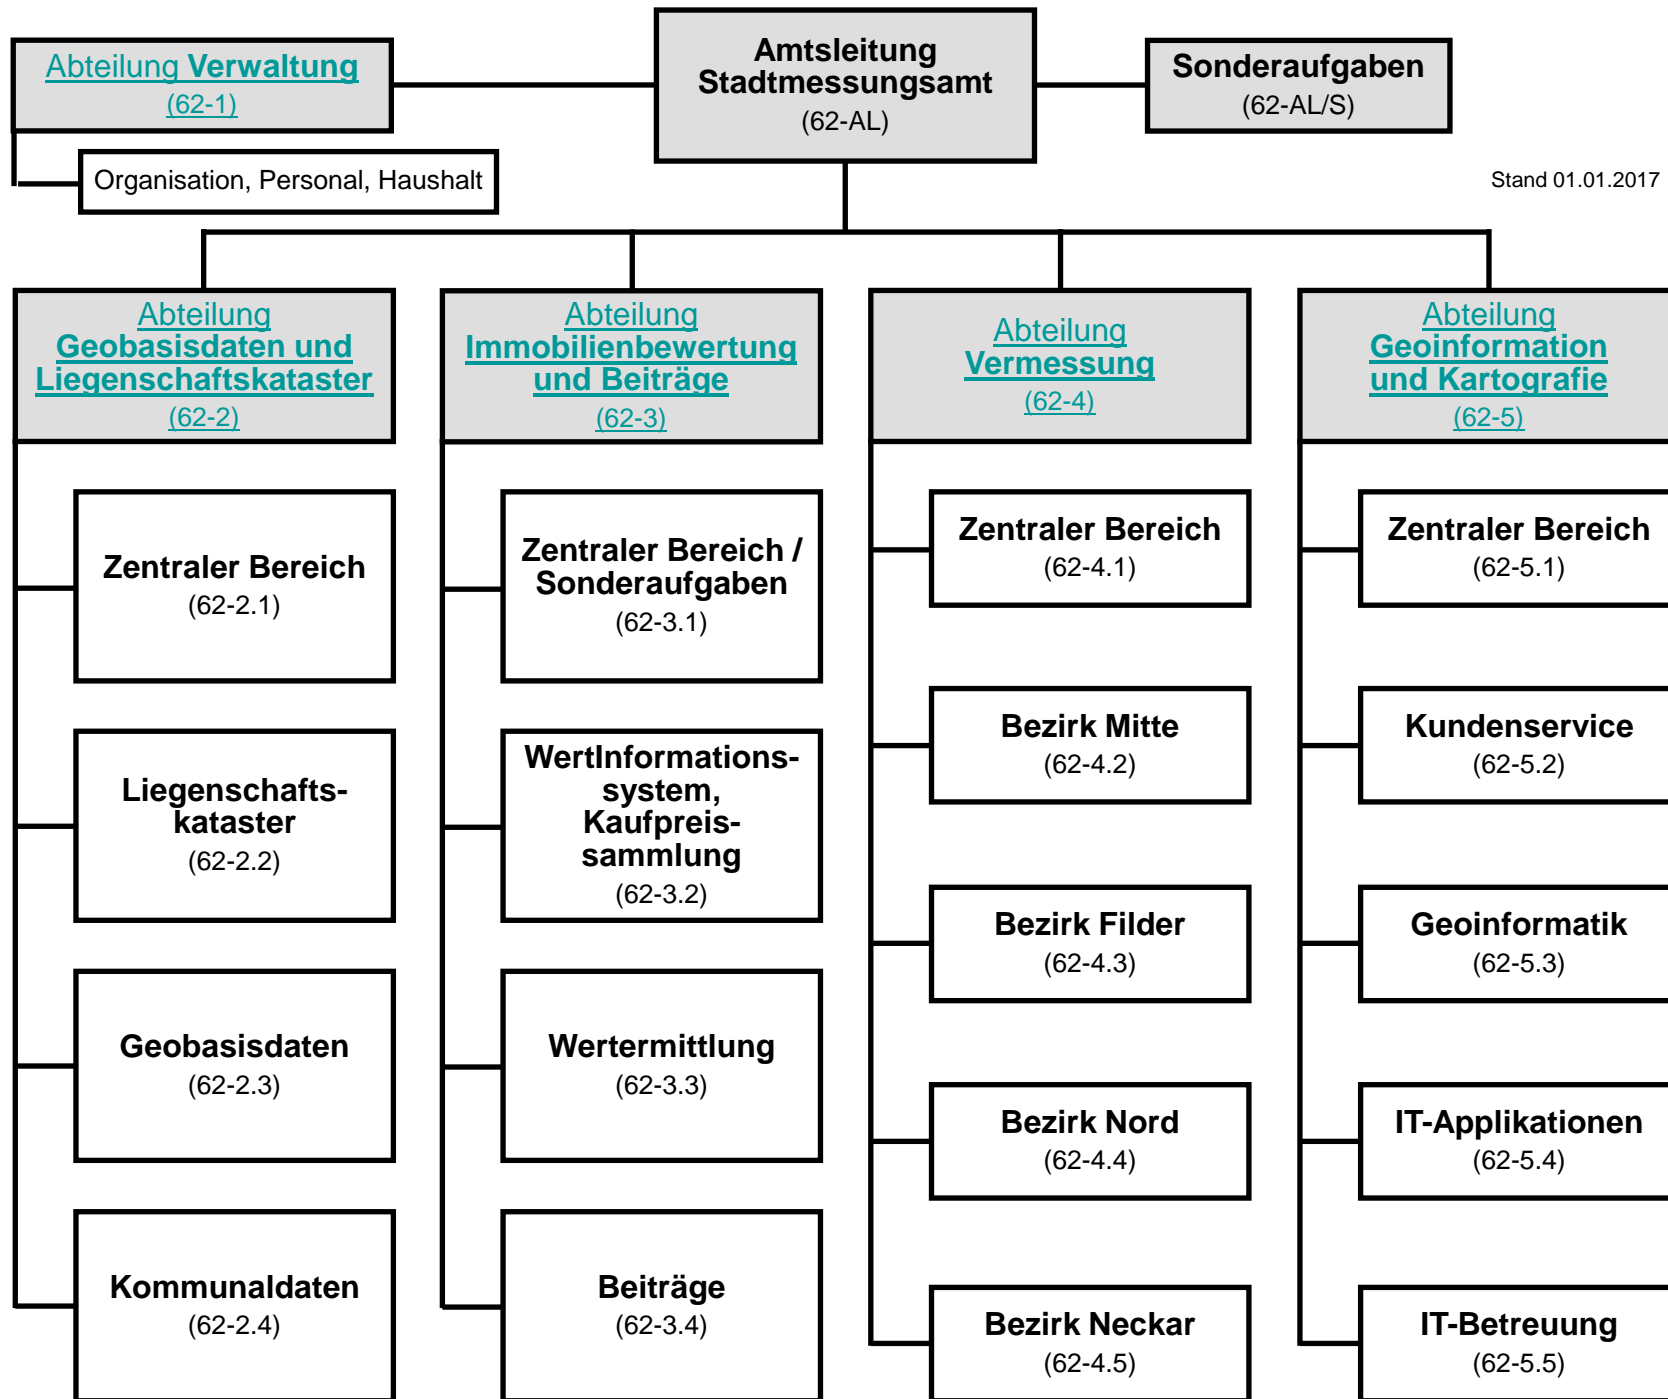 Abteilung Verwaltung
(62-1)
Organisation, Personal, Haushalt
Amtsleitung
Stadtmessungsamt
(62-AL)
Sonderaufgaben
(62-AL/S)
Stand 01.01.2017
Abteilung
Geobasisdaten und
Liegenschaftskataster
(62-2)
Zentraler Bereich
(62-2.1)
Liegenschafts-
kataster
(62-2.2)
Geobasisdaten
(62-2.3)
Kommunaldaten
(62-2.4)
Abteilung
Immobilienbewertung
und Beiträge
(62-3)
Zentraler Bereich /
Sonderaufgaben
(62-3.1)
WertInformations-
system,
Kaufpreis-
sammlung
(62-3.2)
Wertermittlung
(62-3.3)
Beiträge
(62-3.4)
Abteilung
Vermessung
(62-4)
Zentraler Bereich
(62-4.1)
Bezirk Mitte
(62-4.2)
Bezirk Filder
(62-4.3)
Bezirk Nord
(62-4.4)
Bezirk Neckar
(62-4.5)
Abteilung
Geoinformation
und Kartografie
(62-5)
Zentraler Bereich
(62-5.1)
Kundenservice
(62-5.2)
Geoinformatik
(62-5.3)
IT-Applikationen
(62-5.4)
IT-Betreuung
(62-5.5)